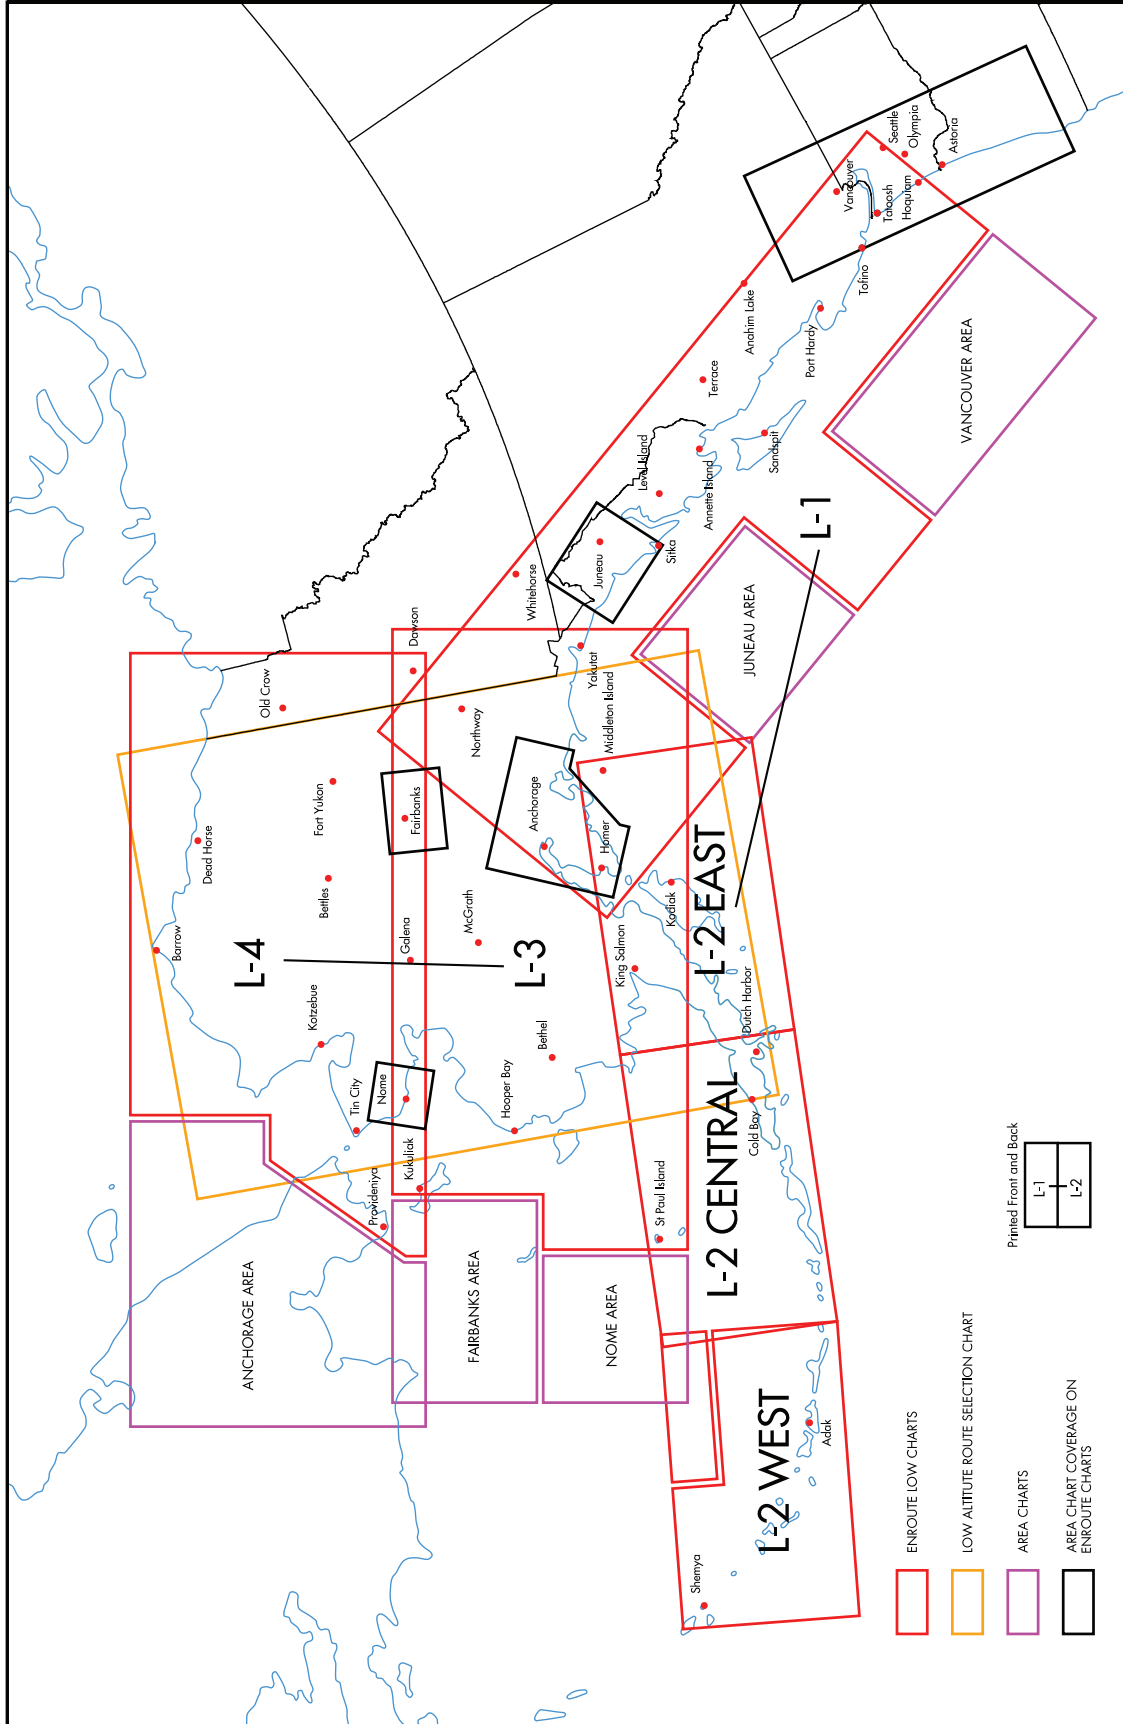 Old Crow
Dawson
Whitehorse
Juneau
Level Island
Terrace
Anahim Lake
Vancouver
Seattle
Olympia
Astoria
Hoquiam
Tatoosh
Tofino
Port Hardy
Sandspit
Annette Island
Sitka
Yakutat
Middleton Island
Northway
Fort Yukon
Fairbanks
Dead Horse
Bettles
Barrow
Anchorage
Homer
Kodiak
McGrath
Galena
King Salmon
Kotzebue
Bethel
Hooper Bay
Tin City
Nome
Dutch Harbor
Cold Bay
Kukuliak
Provideniya
St Paul Island
Adak
Shemya
L-4
L-3
L-1
L-2 EAST
L-2 CENTRAL
L-2 WEST
VANCOUVER AREA
JUNEAU AREA
ANCHORAGE AREA
FAIRBANKS AREA
NOME AREA
Printed Front and Back
L-1
L-2
ENROUTE LOW CHARTS
LOW ALTITUTE ROUTE SELECTION CHART
AREA CHARTS
AREA CHART COVERAGE ON
ENROUTE CHARTS